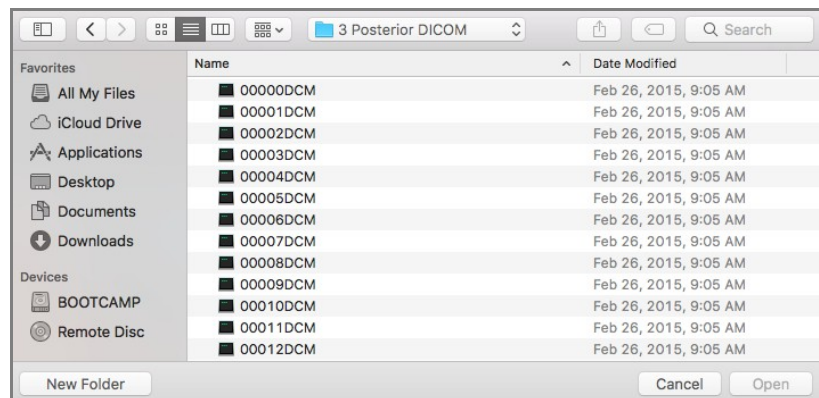 3 Posterior DICOM
Search
Favorites
All My Files
iCloud Drive
Applications
Desktop
Documents
Downloads
Devices
BOOTCAMP
Remote Disc
Name Date Modified
00000DCM Feb 26, 2015, 9:05 AM
00001DCM Feb 26, 2015, 9:05 AM
00002DCM Feb 26, 2015, 9:05 AM
00003DCM Feb 26, 2015, 9:05 AM
00004DCM Feb 26, 2015, 9:05 AM
00005DCM Feb 26, 2015, 9:05 AM
00006DCM Feb 26, 2015, 9:05 AM
00007DCM Feb 26, 2015, 9:05 AM
00008DCM Feb 26, 2015, 9:05 AM
00009DCM Feb 26, 2015, 9:05 AM
00010DCM Feb 26, 2015, 9:05 AM
00011DCM Feb 26, 2015, 9:05 AM
00012DCM Feb 26, 2015, 9:05 AM
New Folder Cancel Open